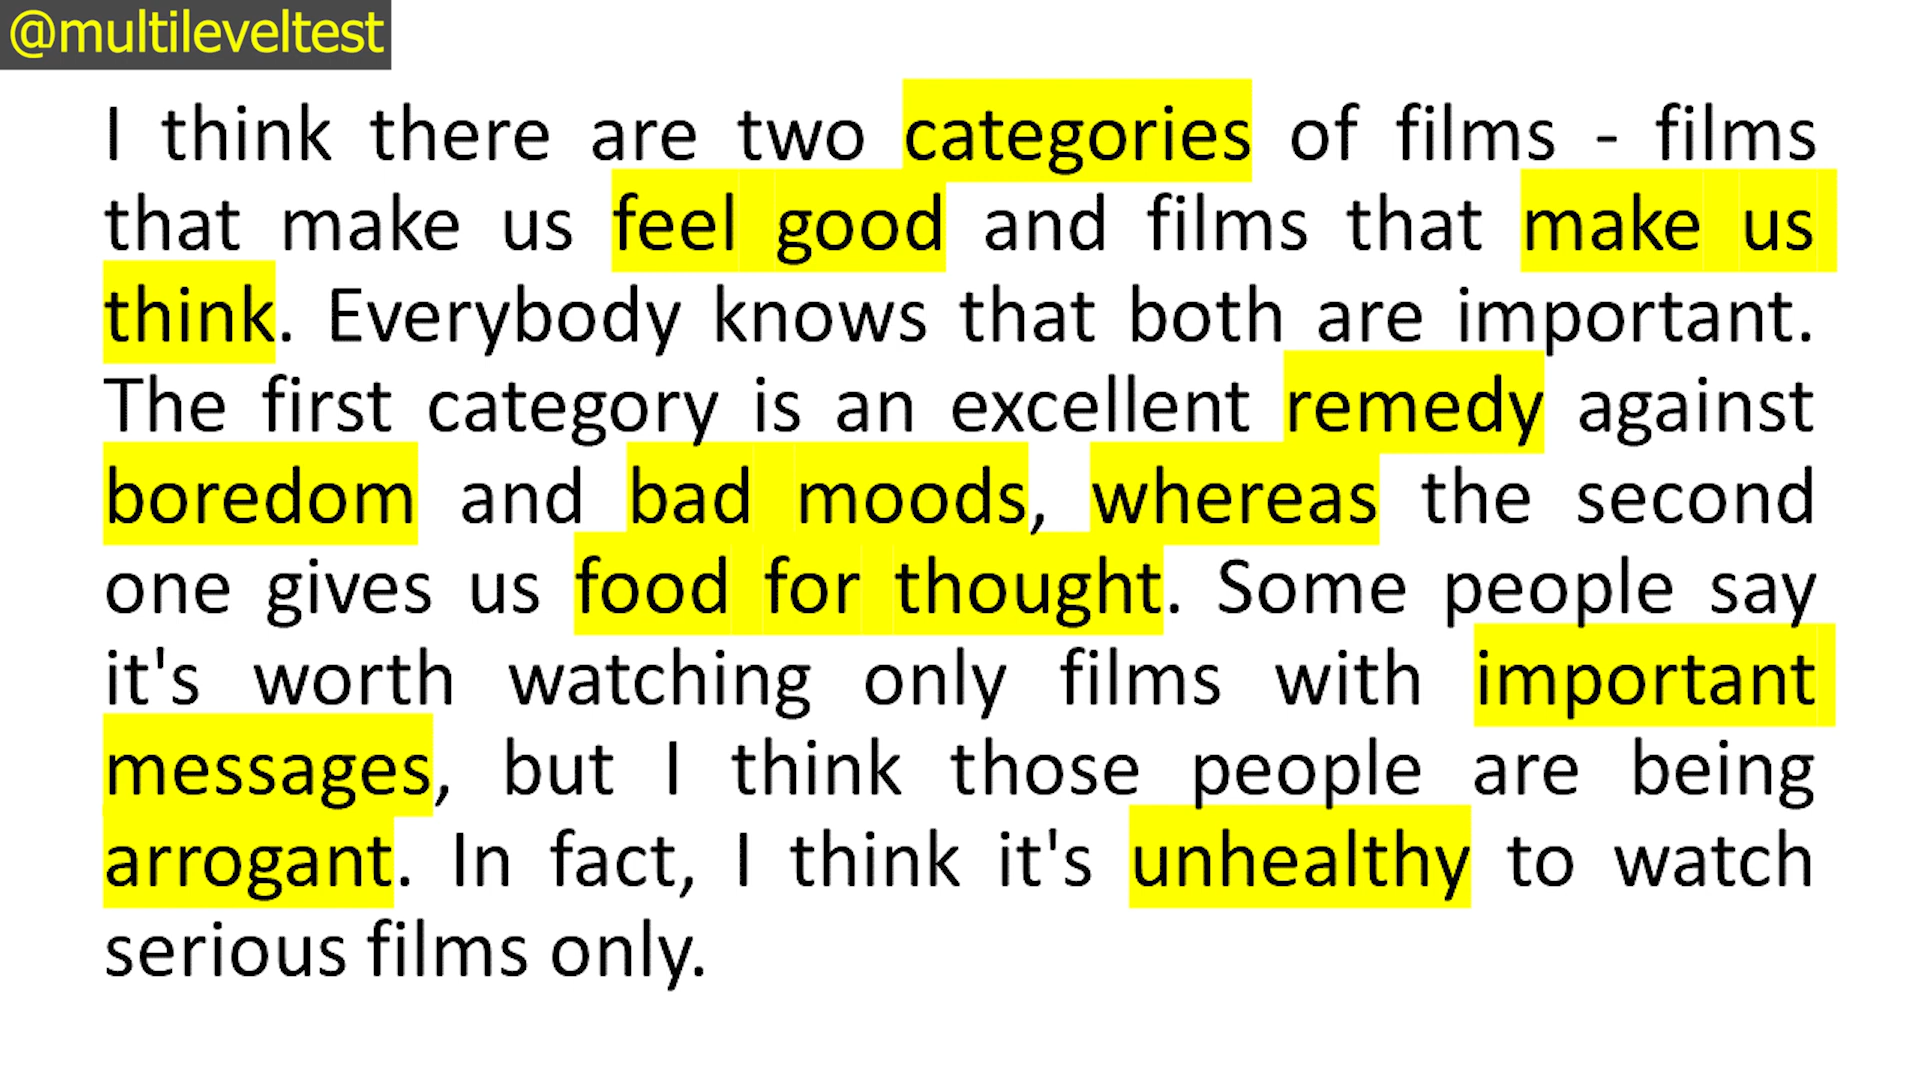 @multileveltest
I think there are two categories of films - films
that make us feel good and films that make us
think. Everybody knows that both are important.
The first category is an excellent remedy against
boredom and bad moods, whereas the second
one gives us food for thought. Some people say
it's worth watching only films with important
messages, but I think those people are being
arrogant. In fact, I think it's unhealthy to watch
serious films only.